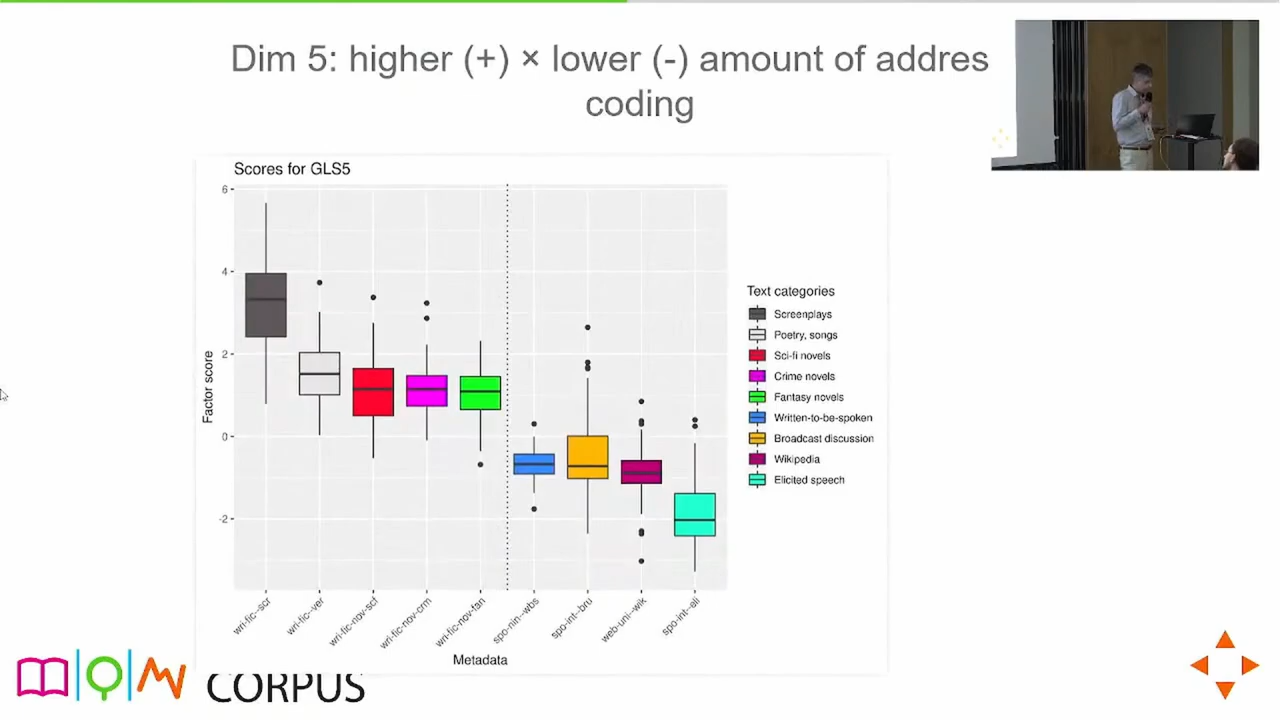 Dim 5: higher (+) × lower (-) amount of addres
coding
Scores for GLS5
6
4
2
0
-2
Factor score
wri-fic--scr
wri-fic--ver
wri-fic-nov-scf
wri-fic-nov-crm
wri-fic-nov-fan
spo-nin--wbs
spo-int--bru
web-uni--wik
spo-int--eli
Metadata
Text categories
Screenplays
Poetry, songs
Sci-fi novels
Crime novels
Fantasy novels
Written-to-be-spoken
Broadcast discussion
Wikipedia
Elicited speech
CORPUS